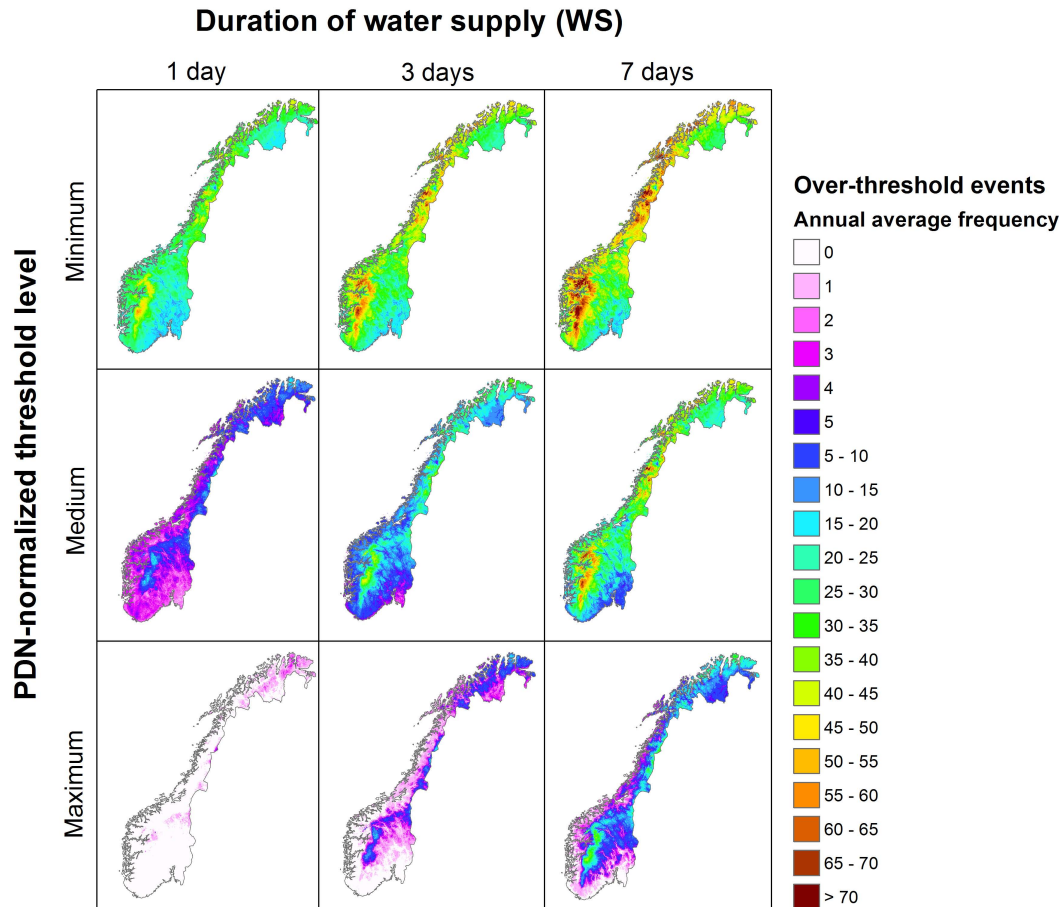 Duration of water supply (WS)
1 day
3 days
7 days
PDN-normalized threshold level
Minimum
Medium
Maximum
Over-threshold events
Annual average frequency
0
1
2
3
4
5
5 - 10
10 - 15
15 - 20
20 - 25
25 - 30
30 - 35
35 - 40
40 - 45
45 - 50
50 - 55
55 - 60
60 - 65
65 - 70
> 70